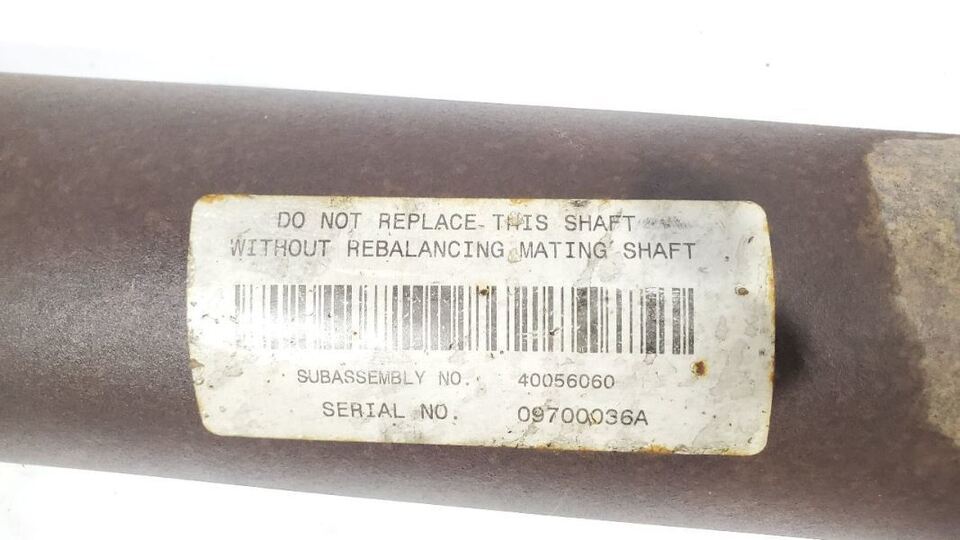 DO NOT REPLACE THIS SHAFT
WITHOUT REBALANCING MATING SHAFT
SUBASSEMBLY NO. 40056060
SERIAL NO. 09700036A